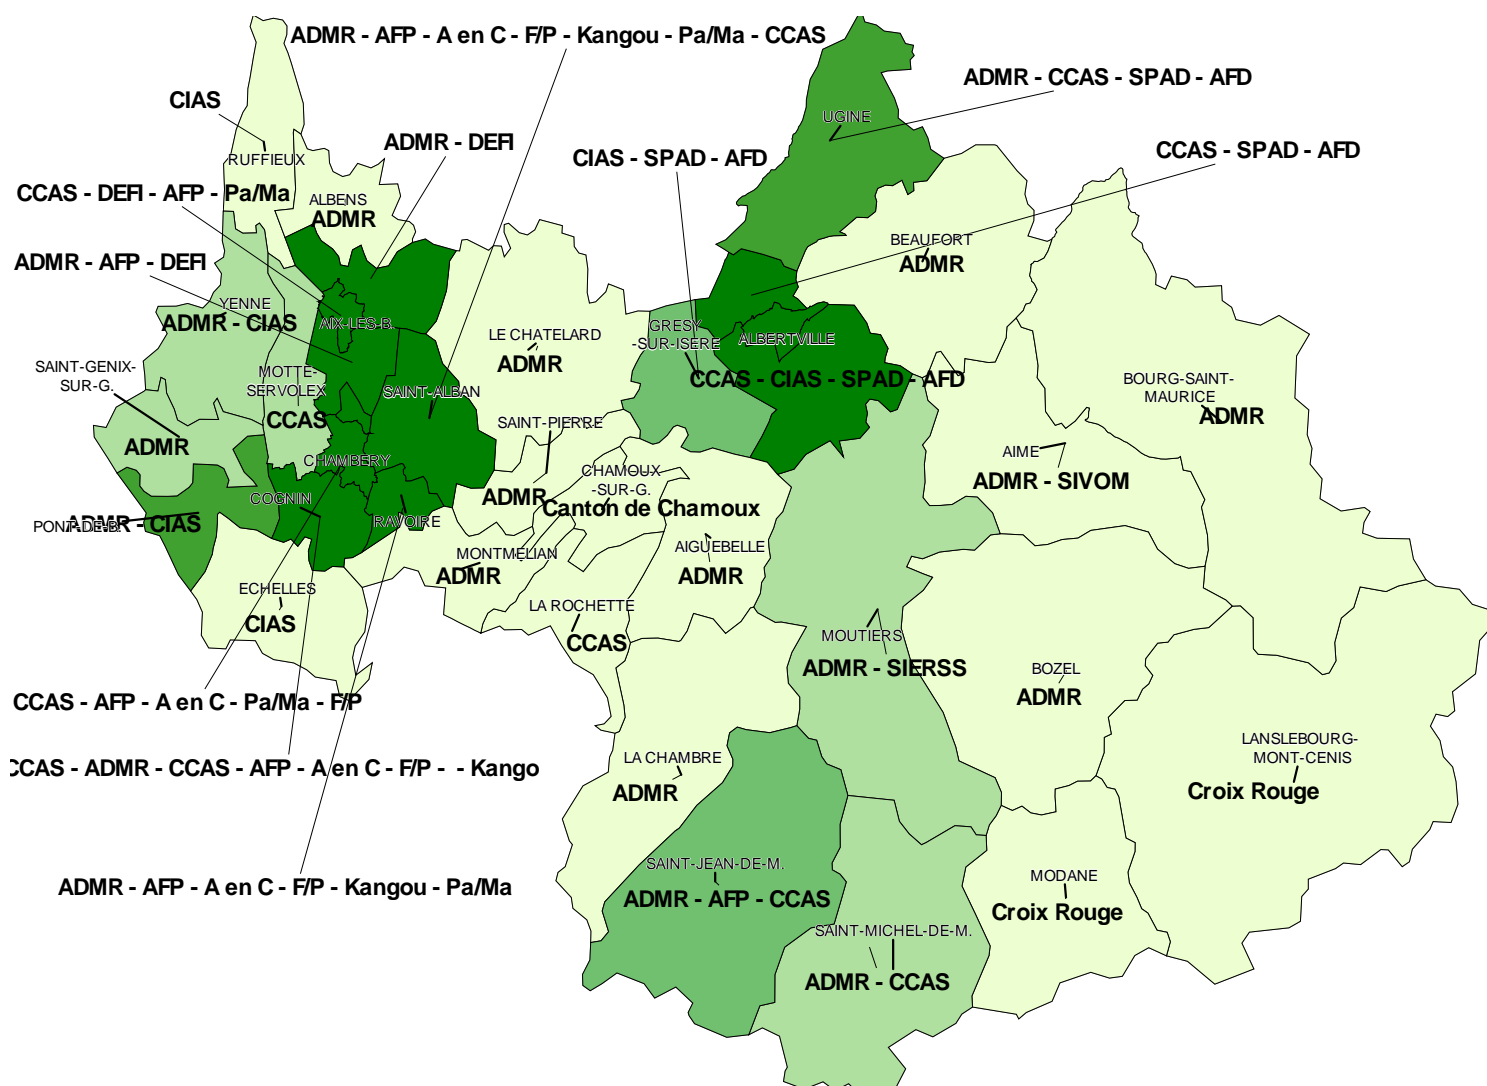 ADMR - AFP - A en C - F/P - Kangou - Pa/Ma - CCAS
ADMR - CCAS - SPAD - AFD
CIAS
UGINE
ADMR - DEFI
CCAS - SPAD - AFD
CIAS - SPAD - AFD
RUFFIEUX
CCAS - DEFI - AFP - Pa/Ma
ALBENS
ADMR
BEAUFORT
ADMR
ADMR - AFP - DEFI
YENNE
ADMR - CIAS
AIX-LES-B.
LE CHATELARD
ADMR
GRESY
-SUR-ISERE
ALBERTVILLE
CCAS - CIAS - SPAD - AFD
SAINT-GENIX-
SUR-G.
ADMR
MOTTE-
SERVOLEX
CCAS
SAINT-ALBAN
BOURG-SAINT-
MAURICE
ADMR
SAINT-PIERRE
ADMR
AIME
ADMR - SIVOM
CHAMBERY
CHAMOUX
-SUR-G.
Canton de Chamoux
COGNIN
RAVOIRE
PONT-DE-B.
ADMR - CIAS
MONTMELIAN
ADMR
AIGUEBELLE
ADMR
ECHELLES
CIAS
LA ROCHETTE
CCAS
MOUTIERS
ADMR - SIERSS
BOZEL
ADMR
CCAS - AFP - A en C - Pa/Ma - F/P
LANSLEBOURG-
MONT-CENIS
Croix Rouge
CCAS - ADMR - CCAS - AFP - A en C - F/P - - Kango
LA CHAMBRE
ADMR
SAINT-JEAN-DE-M.
ADMR - AFP - CCAS
ADMR - AFP - A en C - F/P - Kangou - Pa/Ma
MODANE
Croix Rouge
SAINT-MICHEL-DE-M.
ADMR - CCAS